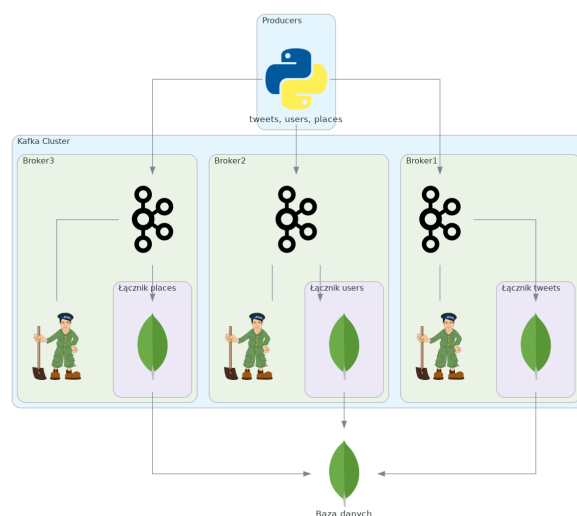 Producers
tweets, users, places
Kafka Cluster
Broker3
Broker2
Broker1
Łącznik places
Łącznik users
Łącznik tweets
Baza danych